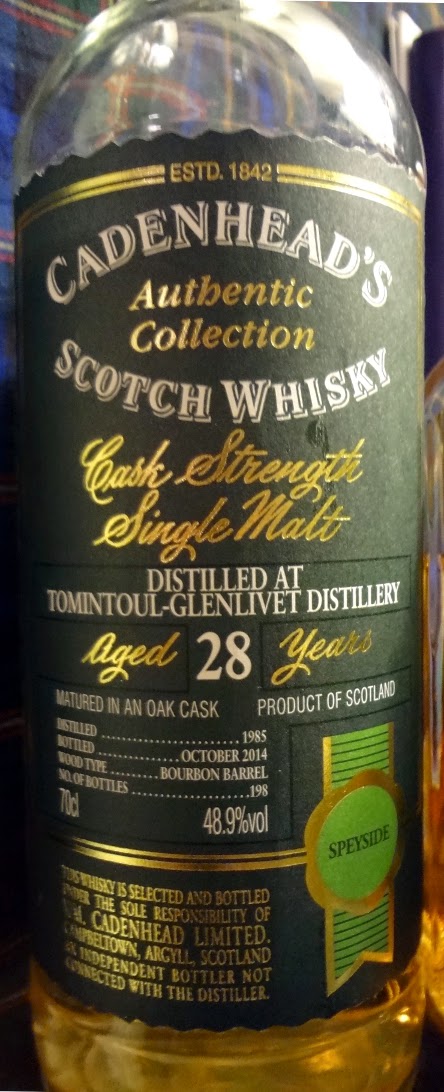 ESTD. 1842
CADENHEAD'S
Authentic
Collection
SCOTCH WHISKY
Cask Strength
Single Malt
DISTILLED AT
TOMINTOUL-GLENLIVET DISTILLERY
Aged 28 Years
MATURED IN AN OAK CASK PRODUCT OF SCOTLAND
DISTILLED ........................... 1985
BOTTLED ................ OCTOBER 2014
WOOD TYPE .......... BOURBON BARREL
NO. OF BOTTLES ........................... 198
70cl 48.9%vol
SPEYSIDE
THIS WHISKY IS SELECTED AND BOTTLED
UNDER THE SOLE RESPONSIBILITY OF
CADENHEAD LIMITED.
CAMPBELTOWN, ARGYLL, SCOTLAND
AN INDEPENDENT BOTTLER NOT
CONNECTED WITH THE DISTILLER.